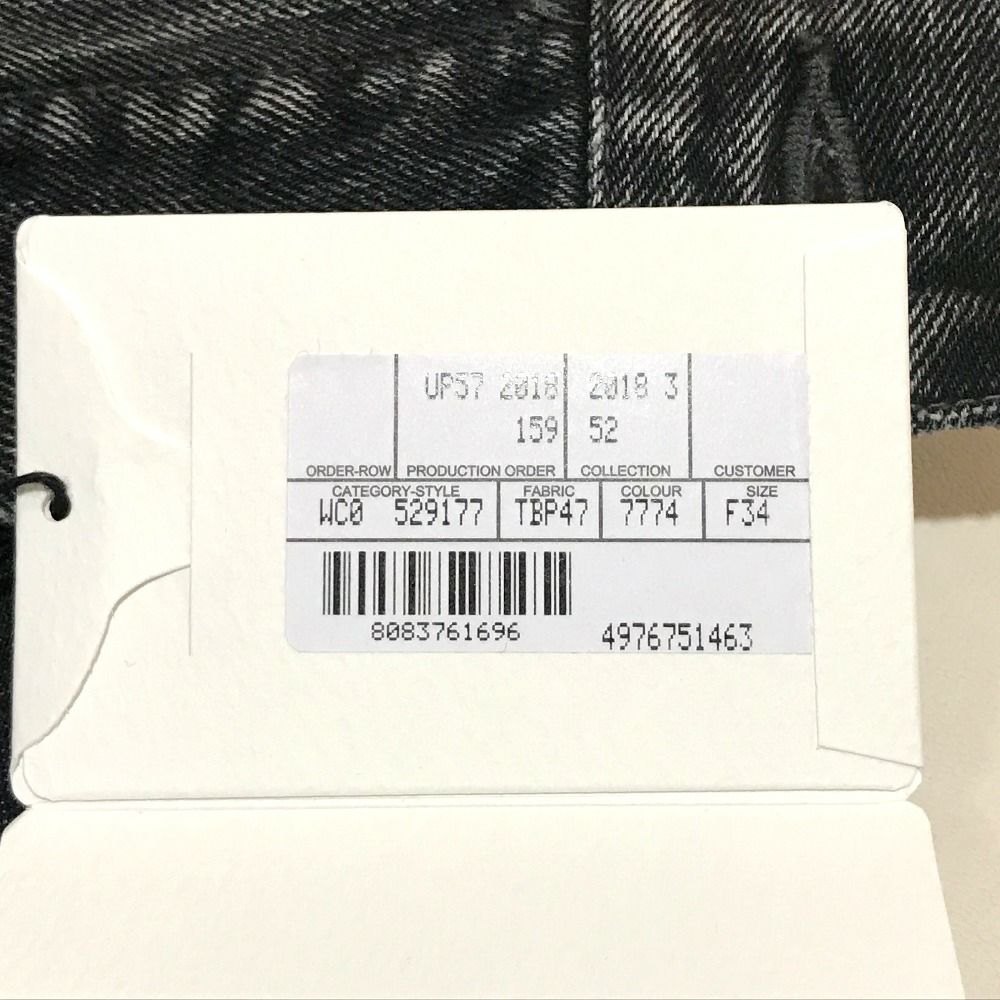 UP57 2018 2018 3
159 52
ORDER-ROW PRODUCTION ORDER COLLECTION CUSTOMER
CATEGORY-STYLE FABRIC COLOUR SIZE
WC0 529177 TBP47 7774 F34
8083761696
4976751463